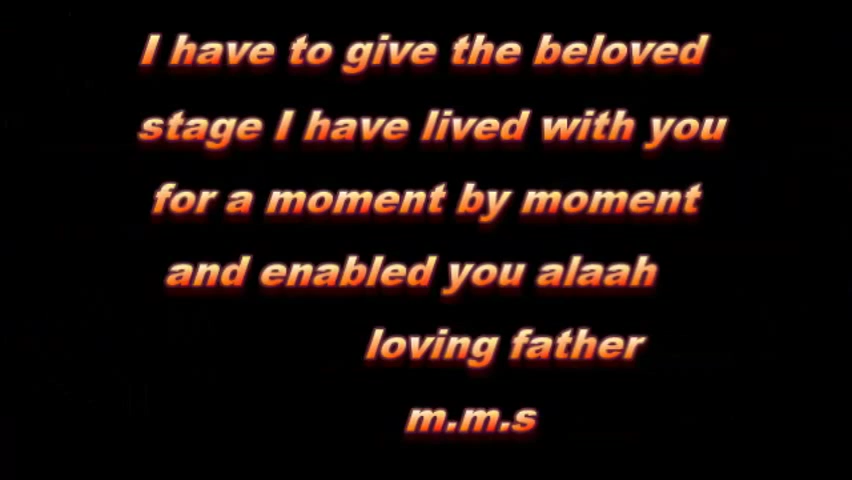 I have to give the beloved
stage I have lived with you
for a moment by moment
and enabled you alaah
loving father
m.m.s